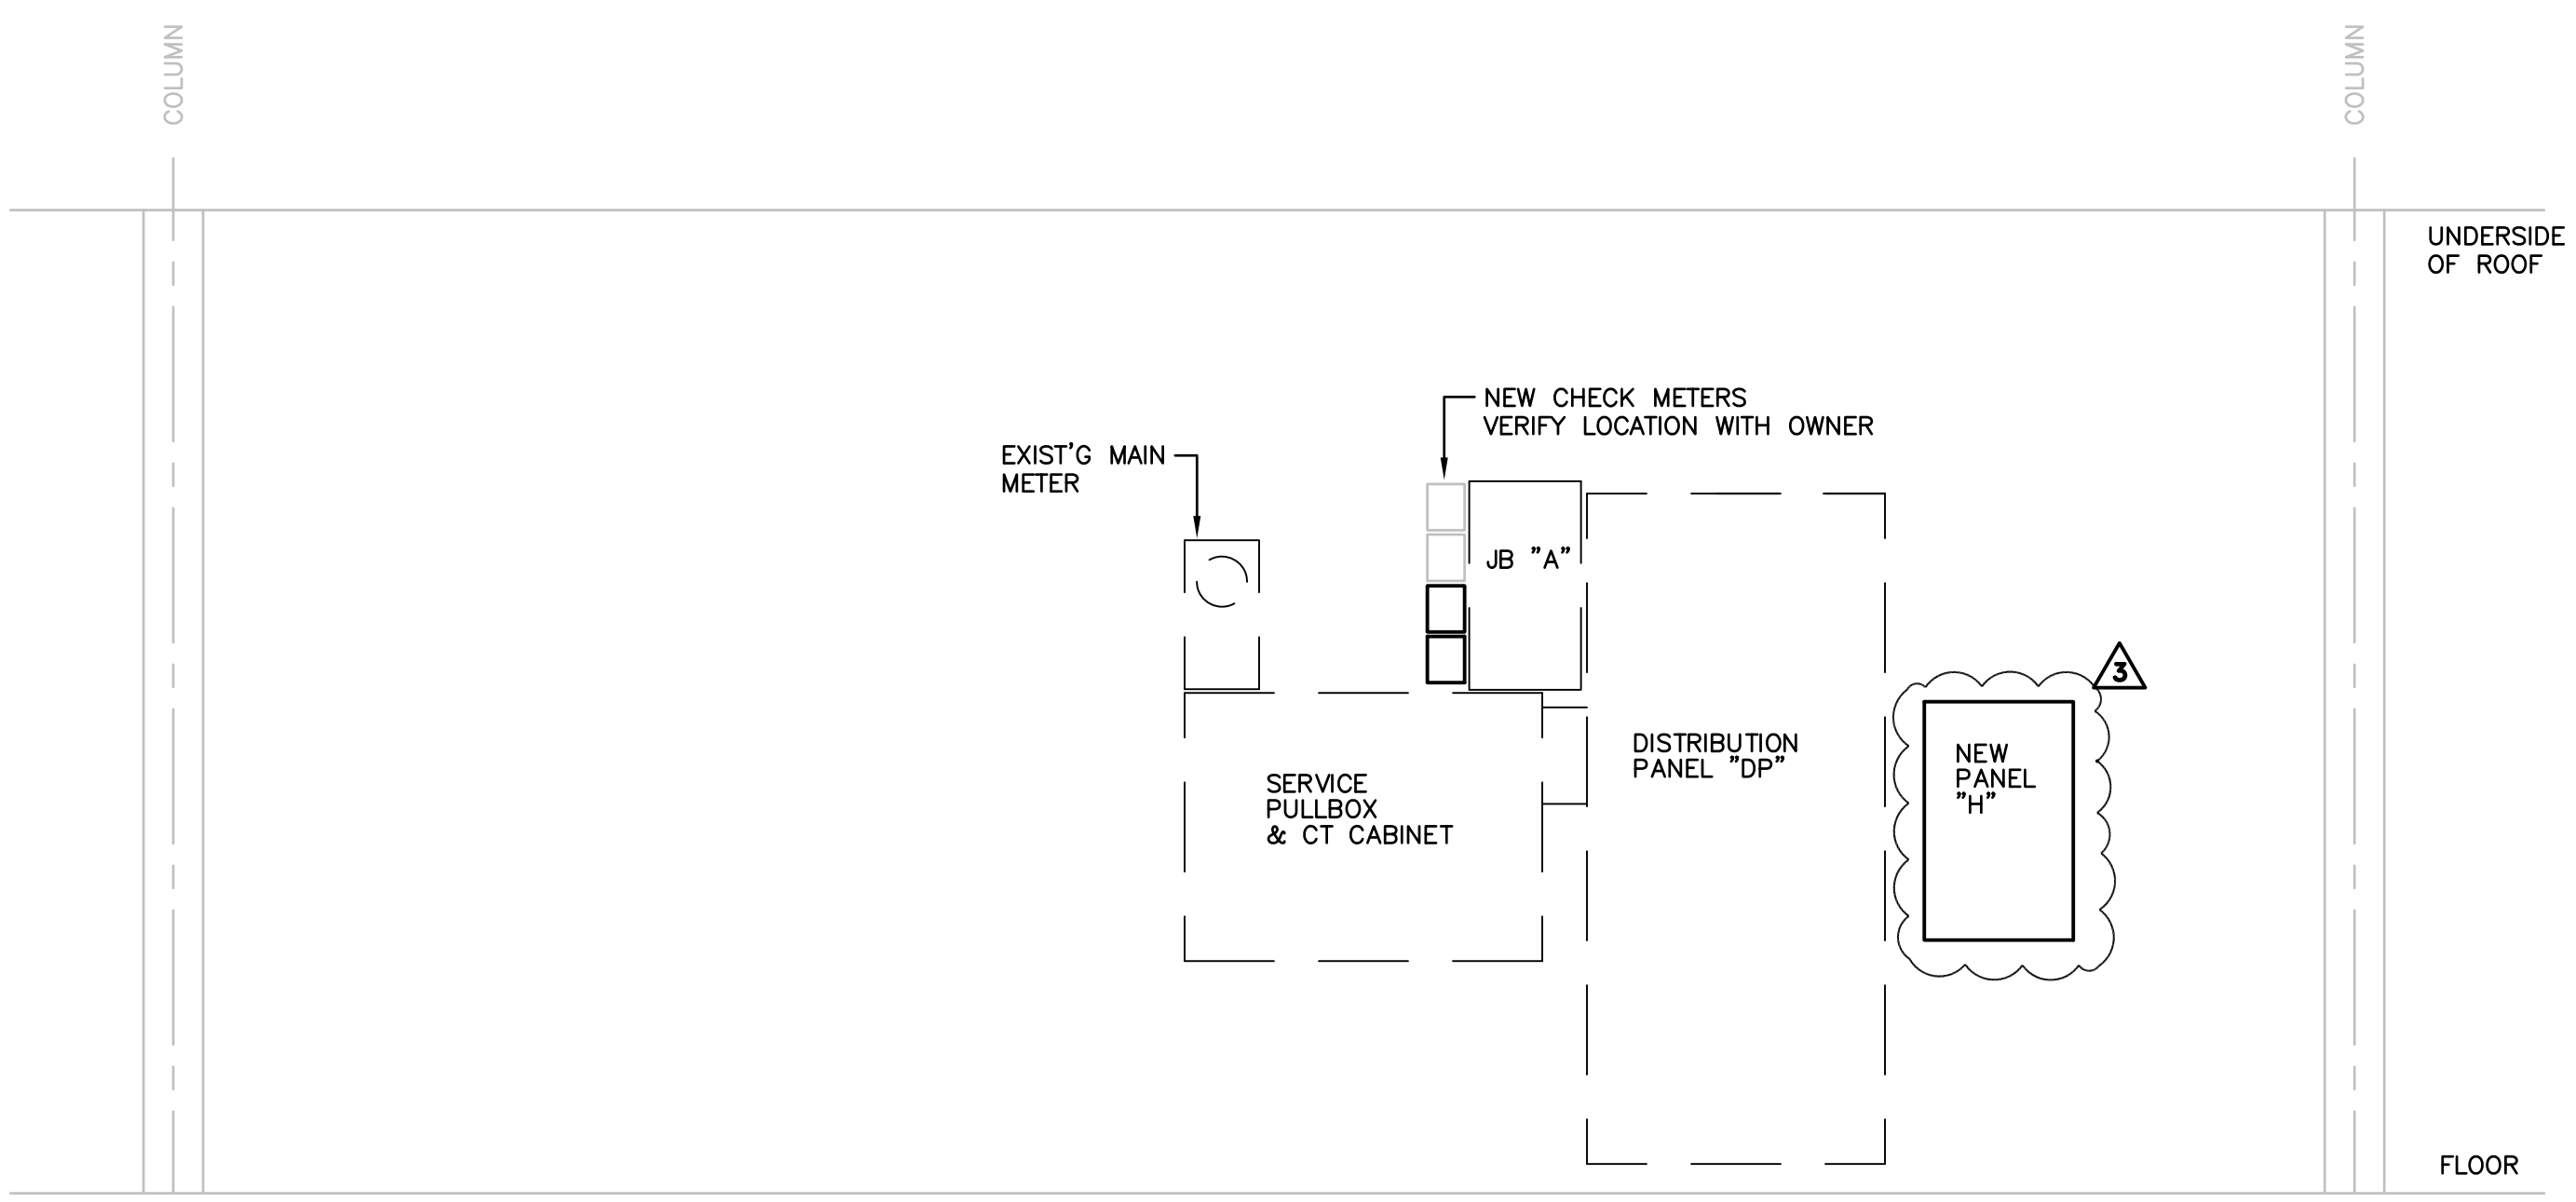 COLUMN
COLUMN
UNDERSIDE
OF ROOF
NEW CHECK METERS
VERIFY LOCATION WITH OWNER
EXIST'G MAIN
METER
JB "A"
3
DISTRIBUTION
PANEL "DP"
NEW
PANEL
"H"
SERVICE
PULLBOX
& CT CABINET
FLOOR